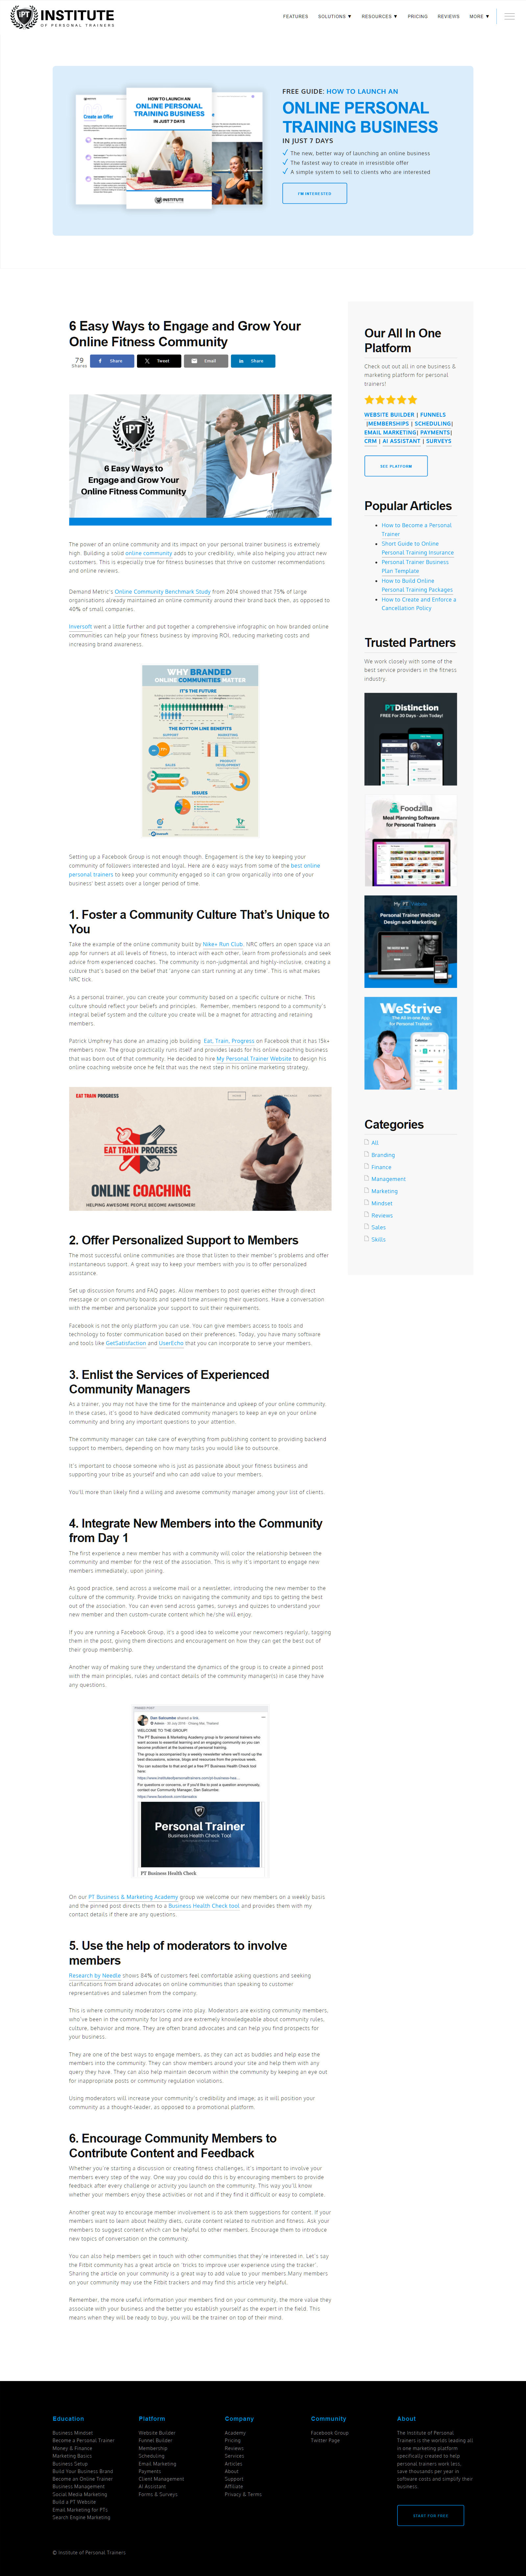 INSTITUTE
OF PERSONAL TRAINERS
FEATURES SOLUTIONS ▼ RESOURCES ▼ PRICING REVIEWS MORE ▼
ONLINE PERSONAL
TRAINING BUSINESS
FREE GUIDE: HOW TO LAUNCH AN
ONLINE PERSONAL
TRAINING BUSINESS
IN JUST 7 DAYS
The new, better way of launching an online business
The fastest way to create in irresistible offer
A simple system to sell to clients who are interested
I'M INTERESTED
6 Easy Ways to Engage and Grow Your
Online Fitness Community
79
Shares
Share
Tweet
Email
Share
IPT
6 Easy Ways to
Engage and Grow Your
Online Fitness Community
The power of an online community and its impact on your personal trainer business is extremely
high. Building a solid online community adds to your credibility, while also helping you attract new
customers. This is especially true for fitness businesses that thrive on customer recommendations
and online reviews.
Demand Metric's Online Community Benchmark Study from 2014 showed that 75% of large
organisations already maintained an online community around their brand back then, as opposed to
40% of small companies.
Inversoft went a little further and put together a comprehensive infographic on how branded online
communities can help your fitness business by improving ROI, reducing marketing costs and
increasing brand awareness.
WHY BRANDED
ONLINE COMMUNITIES
MATTER
IT'S THE FUTURE
THE BOTTOM LINE BENEFITS
SUPPORT
MARKETING
SALES
PRODUCT
DEVELOPMENT
ISSUES
Setting up a Facebook Group is not enough though. Engagement is the key to keeping your
community of followers interested and loyal. Here are 6 easy ways from some of the best online
personal trainers to keep your community engaged so it can grow organically into one of your
business' best assets over a longer period of time.
1. Foster a Community Culture That's Unique to
You
Take the example of the online community built by Nike+ Run Club. NRC offers an open space via an
app for runners at all levels of fitness, to interact with each other, learn from professionals and seek
advice from the experts. The community is non-judgmental and highly-inclusive, creating a
culture that's based on the belief that 'anyone can start running at any time'. This is what makes
NRC tick.
As a personal trainer, you can create your community based on a specific culture or niche. This
culture should reflect your beliefs and principles. Remember, people respond to a community's
integral values, and the culture you create will be a magnet for attracting and retaining
members.
Patrick Umphrey has done an amazing job building Eat, Train, Progress on Facebook that it has 154+
members now. The group practically runs itself and provides leads for his online coaching business
that was born out of that community. He decided to hire My Personal Trainer Website to design his
online coaching website once he felt that was the next step in his online marketing strategy.
EAT TRAIN PROGRESS
HOME
EAT TRAIN
PROGRESS
ONLINE COACHING
HELPING AWESOME PEOPLE BECOME AWESOMER!
2. Offer Personalized Support to Members
The most successful online communities are those that listen to their member's problems and offer
instantaneous support. A great way to keep your members with you is to offer personalized
assistance.
Set up discussion forums and FAQ pages. Allow members to post queries either through direct
message or on community boards and spend time answering their questions. Have a conversation
with the member and personalize your support to suit their requirements.
Facebook is not the only platform you can use. You can give members access to tools and
technology to foster communication based on their preferences. Today, you have many software
and tools like GetSatisfaction and UserEcho that you can incorporate to serve your members.
3. Enlist the Services of Experienced
Community Managers
As a trainer, you may not have the time for the maintenance and upkeep of your online community.
In these cases, it's good to have dedicated community managers to keep an eye on your online
community and bring any important questions to your attention.
The community manager can take care of everything from publishing content to providing backend
support to members, depending on how many tasks you would like to outsource.
It's important to choose someone who is just as passionate about your fitness business and
supporting your tribe as yourself and who can add value to your members.
You'll more than likely find a willing and awesome community manager among your list of clients.
4. Integrate New Members into the Community
from Day 1
The first experience a new member has with a community will color the relationship between the
community and member for the rest of the association. This is why it's important to engage new
members immediately, upon joining.
As good practice, send across a welcome mail or a newsletter, introducing the new member to the
culture of the community. Provide tricks on navigating the community and tips to getting the best
out of the association. You can even send across games, surveys and quizzes to understand your
new member and then custom-curate content which he/she will enjoy.
If you are running a Facebook Group, it's a good idea to welcome your newcomers regularly, tagging
them in the post, giving them directions and encouragement on how they can get the best out of
their group membership.
Another way of making sure they understand the dynamics of the group is to create a pinned post
with the main principles, rules and contact details of the community manager(s) in case they have
any questions.
PINNED POST
Dan Salcumbe shared a link.
WELCOME TO THE GROUP!
Personal Trainer
Business Health Check Tool
PT Business Health Check
On our PT Business & Marketing Academy group we welcome our new members on a weekly basis
and the pinned post directs them to a Business Health Check tool and provides them with my
contact details if there are any questions.
5. Use the help of moderators to involve
members
Research by Needle shows 84% of customers feel comfortable asking questions and seeking
clarifications from brand advocates on online communities than speaking to customer
representatives and salesmen from the company.
This is where community moderators come into play. Moderators are existing community members,
who've been in the community for long and are extremely knowledgeable about community rules,
culture, behavior and more. They are often brand advocates and can help you find prospects for
your business.
They are one of the best ways to engage members, as they can act as buddies and help ease the
members into the community. They can show members around your site and help them with any
query they have. They can also help maintain decorum within the community by keeping an eye out
for inappropriate posts or community regulation violations.
Using moderators will increase your community's credibility and image, as it will position your
community as a thought-leader, as opposed to a promotional platform.
6. Encourage Community Members to
Contribute Content and Feedback
Whether you're starting a discussion or creating fitness challenges, it's important to involve your
members every step of the way. One way you could do this is by encouraging members to provide
feedback after every challenge or activity you launch on the community. This way you'll know
whether your members enjoy these activities or not and if they find it difficult or easy to complete.
Another great way to encourage member involvement is to ask them suggestions for content. If your
members want to learn about healthy diets, curate content related to nutrition and fitness. Ask your
members to suggest content which can be helpful to other members. Encourage them to introduce
new topics of conversation on the community.
You can also help members get in touch with other communities that they're interested in. Let's say
the Fitbit community has a great article on 'tricks to improve user experience using the tracker'.
Sharing the article on your community is a great way to add value to your members.Many members
on your community may use the Fitbit trackers and may find this article very helpful.
Remember, the more useful information your members find on your community, the more value they
associate with your business and the better you establish yourself as the expert in the field. This
means when they will be ready to buy, you will be the trainer on top of their mind.
Our All In One
Platform
Check out out all in one business &
marketing platform for personal
trainers!
WEBSITE BUILDER | FUNNELS
|MEMBERSHIPS | SCHEDULING|
EMAIL MARKETING| PAYMENTS|
CRM | AI ASSISTANT | SURVEYS
SEE PLATFORM
Popular Articles
How to Become a Personal
Trainer
Short Guide to Online
Personal Training Insurance
Personal Trainer Business
Plan Template
How to Build Online
Personal Training Packages
How to Create and Enforce a
Cancellation Policy
Trusted Partners
We work closely with some of the
best service providers in the fitness
industry.
PTDistinction
FREE For 30 Days - Join Today!
Foodzilla
Meal Planning Software
for Personal Trainers
My PT Website
Personal Trainer Website
Design and Marketing
WeStrive
The All in One App
for Personal Trainers
Categories
All
Branding
Finance
Management
Marketing
Mindset
Reviews
Sales
Skills
Education
Business Mindset
Become a Personal Trainer
Money & Finance
Marketing Basics
Business Setup
Build Your Business Brand
Become an Online Trainer
Business Management
Social Media Marketing
Build a PT Website
Email Marketing for PTs
Search Engine Marketing
Platform
Website Builder
Funnel Builder
Membership
Scheduling
Email Marketing
Payments
Client Management
AI Assistant
Forms & Surveys
Company
Academy
Pricing
Reviews
Services
Articles
About
Support
Affiliate
Privacy & Terms
Community
Facebook Group
Twitter Page
About
The Institute of Personal
Trainers is the worlds leading all
in one marketing platform
specifically created to help
personal trainers work less,
save thousands per year in
software costs and simplify their
business.
START FOR FREE
© Institute of Personal Trainers